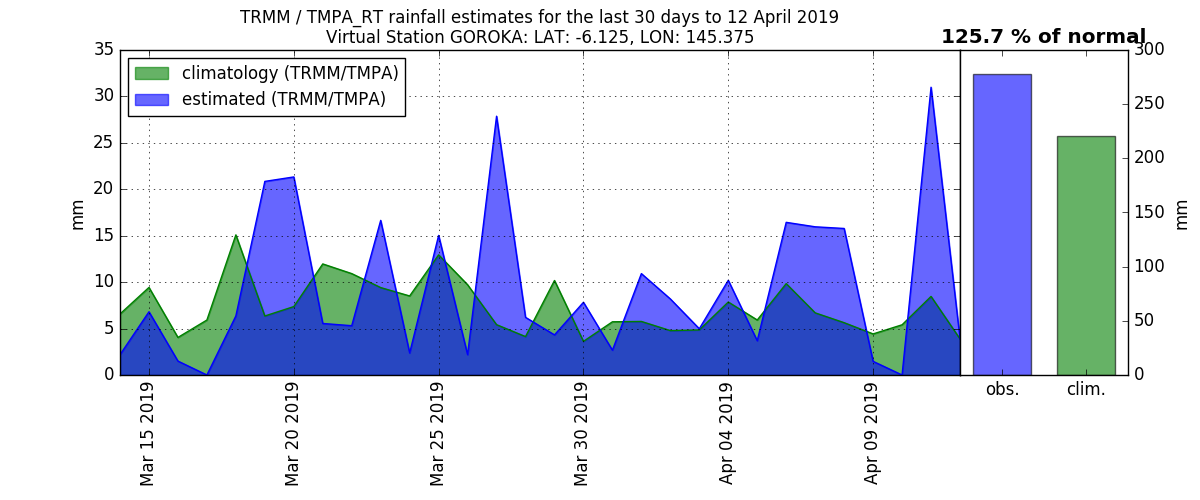 TRMM / TMPA_RT rainfall estimates for the last 30 days to 12 April 2019
Virtual Station GOROKA: LAT: -6.125, LON: 145.375
125.7 % of normal
climatology (TRMM/TMPA)
estimated (TRMM/TMPA)
35
30
25
20
15
10
5
0
mm
Mar 15 2019
Mar 20 2019
Mar 25 2019
Mar 30 2019
Apr 04 2019
Apr 09 2019
obs.
clim.
300
250
200
150
100
50
0
mm